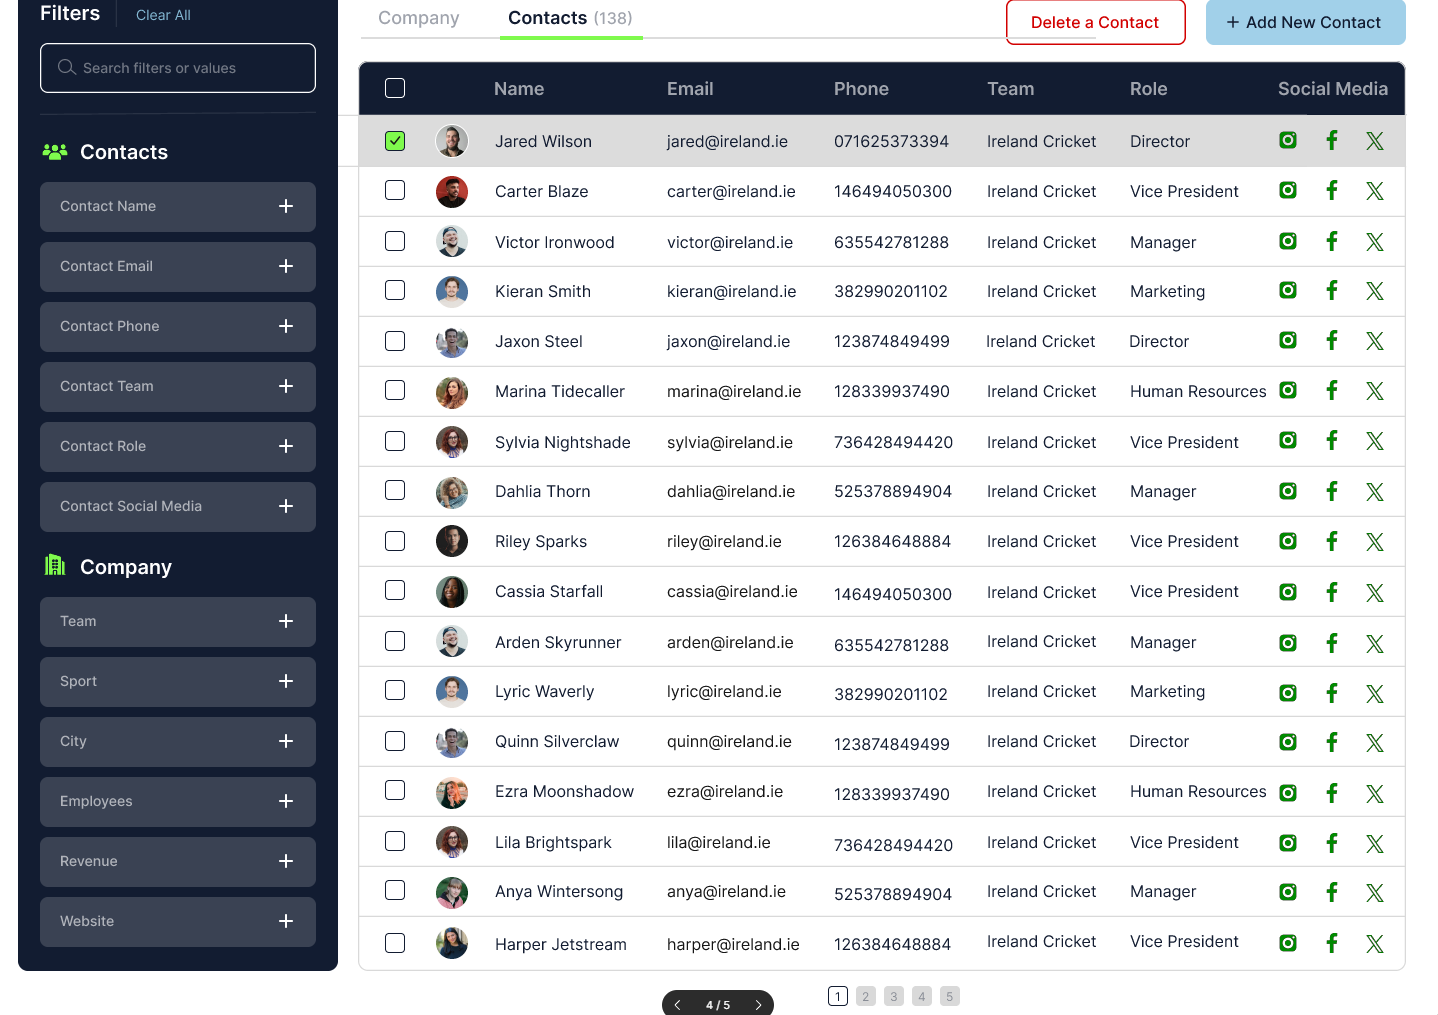 Filters
Clear All
Search filters or values
Contacts
Contact Name
Contact Email
Contact Phone
Contact Team
Contact Role
Contact Social Media
Company
Team
Sport
City
Employees
Revenue
Website
Company
Contacts (138)
Delete a Contact
+ Add New Contact
Name Email Phone Team Role Social Media
Jared Wilson jared@ireland.ie 071625373394 Ireland Cricket Director
Carter Blaze carter@ireland.ie 146494050300 Ireland Cricket Vice President
Victor Ironwood victor@ireland.ie 635542781288 Ireland Cricket Manager
Kieran Smith kieran@ireland.ie 382990201102 Ireland Cricket Marketing
Jaxon Steel jaxon@ireland.ie 123874849499 Ireland Cricket Director
Marina Tidecaller marina@ireland.ie 128339937490 Ireland Cricket Human Resources
Sylvia Nightshade sylvia@ireland.ie 736428494420 Ireland Cricket Vice President
Dahlia Thorn dahlia@ireland.ie 525378894904 Ireland Cricket Manager
Riley Sparks riley@ireland.ie 126384648884 Ireland Cricket Vice President
Cassia Starfall cassia@ireland.ie 146494050300 Ireland Cricket Vice President
Arden Skyrunner arden@ireland.ie 635542781288 Ireland Cricket Manager
Lyric Waverly lyric@ireland.ie 382990201102 Ireland Cricket Marketing
Quinn Silverclaw quinn@ireland.ie 123874849499 Ireland Cricket Director
Ezra Moonshadow ezra@ireland.ie 128339937490 Ireland Cricket Human Resources
Lila Brightspark lila@ireland.ie 736428494420 Ireland Cricket Vice President
Anya Wintersong anya@ireland.ie 525378894904 Ireland Cricket Manager
Harper Jetstream harper@ireland.ie 126384648884 Ireland Cricket Vice President
4 / 5
1 2 3 4 5